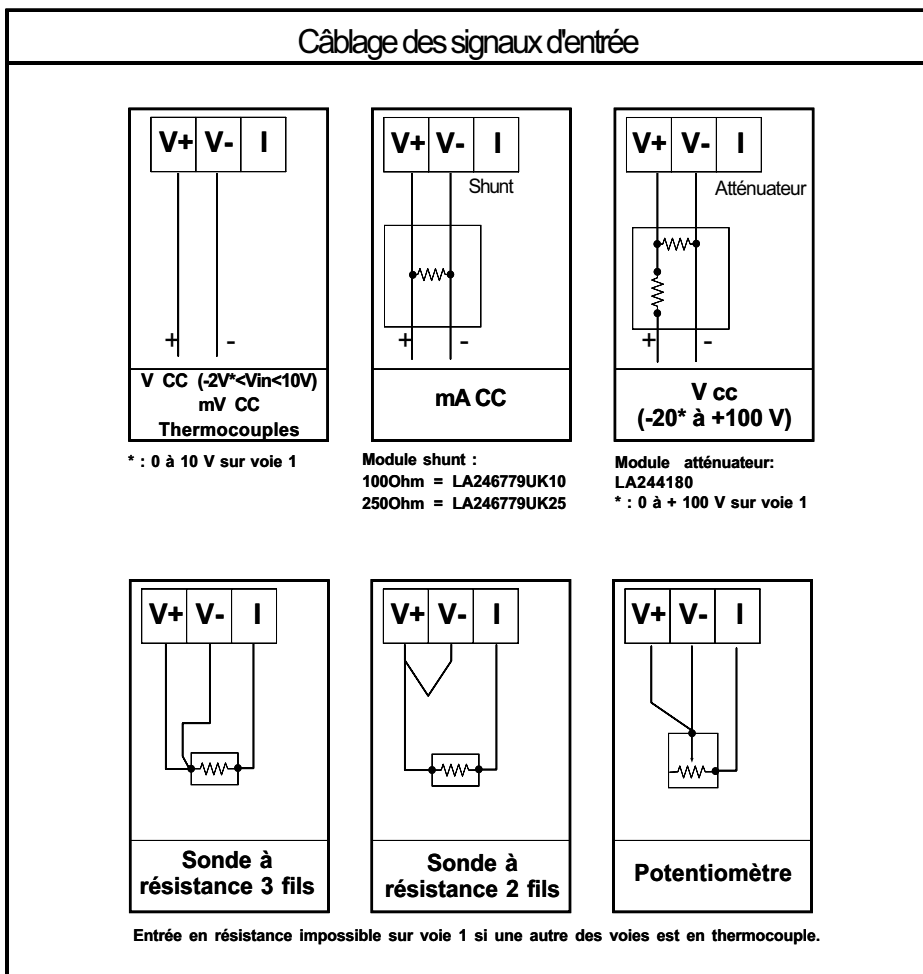 Câblage des signaux d'entrée
V+ V- I
V+ V- I
V+ V- I
Shunt
Atténuateur
+ -
+ -
+ -
V CC (-2V*<Vin<10V)
mV CC
Thermocouples
mA CC
V cc
(-20* à +100 V)
* : 0 à 10 V sur voie 1
Module shunt :
100Ohm = LA246779UK10
250Ohm = LA246779UK25
Module atténuateur:
LA244180
* : 0 à + 100 V sur voie 1
V+ V- I
V+ V- I
V+ V- I
Sonde à
résistance 3 fils
Sonde à
résistance 2 fils
Potentiomètre
Entrée en résistance impossible sur voie 1 si une autre des voies est en thermocouple.